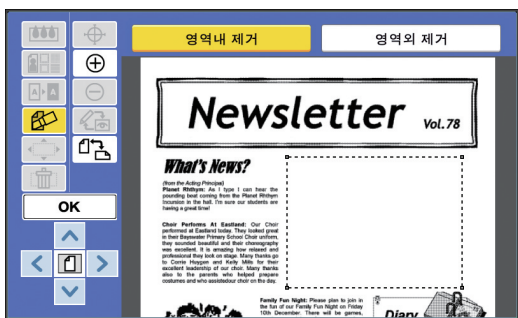 영역내 제거
영역외 제거
A A
OK
Newsletter Vol. 78
What's News?
(from the Acting Principal)
Planet Rhthym: As I type I can hear the
pounding beat coming from the Planet Rhthym
Incursion in the hall. I'm sure our students are
having a great time!
Choir Performs At Eastland: Our Choir
performed at Eastland today. They looked great
in their Bayswater Primary School Choir uniform,
they sounded beautiful and their choreography
was excellent. It is amazing how relaxed and
professional they look on stage. Many thanks go
to Corrie Huygen and Kelly Mills for their
excellent leadership of our choir. Many thanks
also to the parents who helped prepare
costumes and who assistedour choir on the day.
Family Fun Night: Please plan to join in
the fun of our Family Fun Night on Friday
10th December. There will be games,
Diary